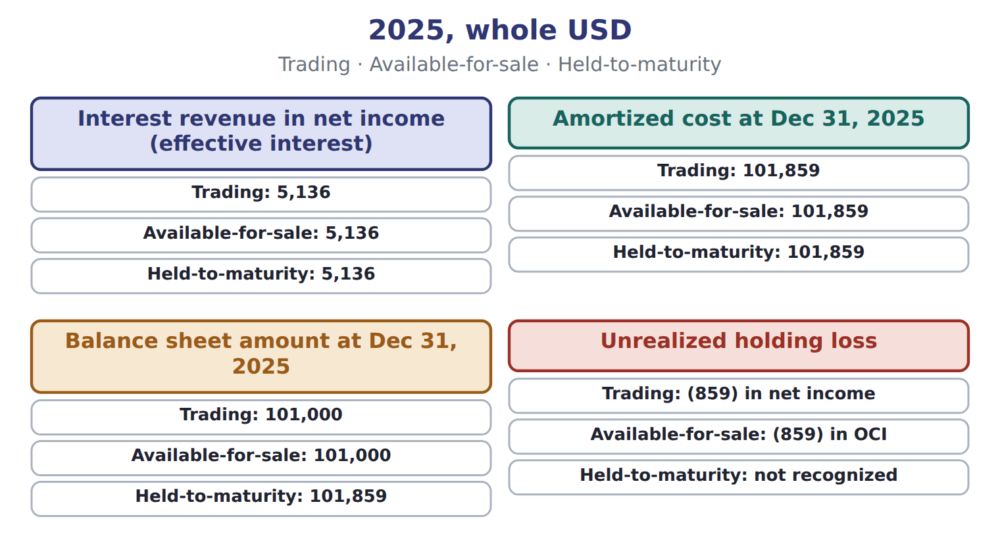 2025, whole USD
Trading · Available-for-sale · Held-to-maturity
Interest revenue in net income
(effective interest)
Trading: 5,136
Available-for-sale: 5,136
Held-to-maturity: 5,136
Amortized cost at Dec 31, 2025
Trading: 101,859
Available-for-sale: 101,859
Held-to-maturity: 101,859
Balance sheet amount at Dec 31,
2025
Trading: 101,000
Available-for-sale: 101,000
Held-to-maturity: 101,859
Unrealized holding loss
Trading: (859) in net income
Available-for-sale: (859) in OCI
Held-to-maturity: not recognized